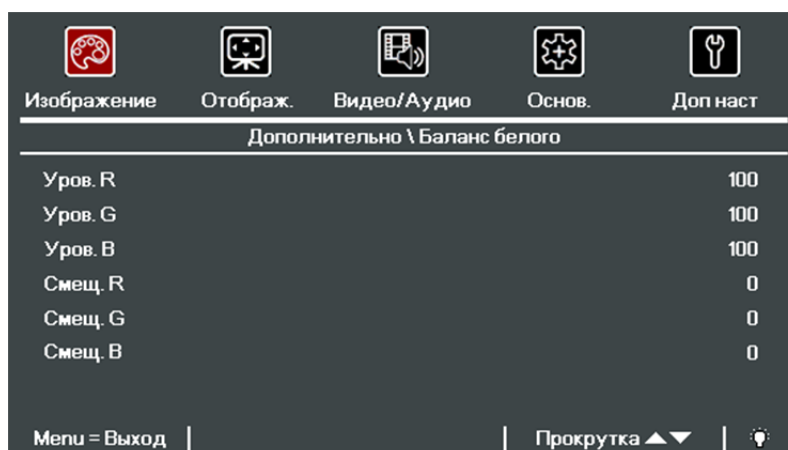 Изображение Отображ. Видео/Аудио Основ. Доп наст
Дополнительно \ Баланс белого
Уров. R 100
Уров. G 100
Уров. B 100
Смещ. R 0
Смещ. G 0
Смещ. B 0
Menu = Выход Прокрутка ▲▼